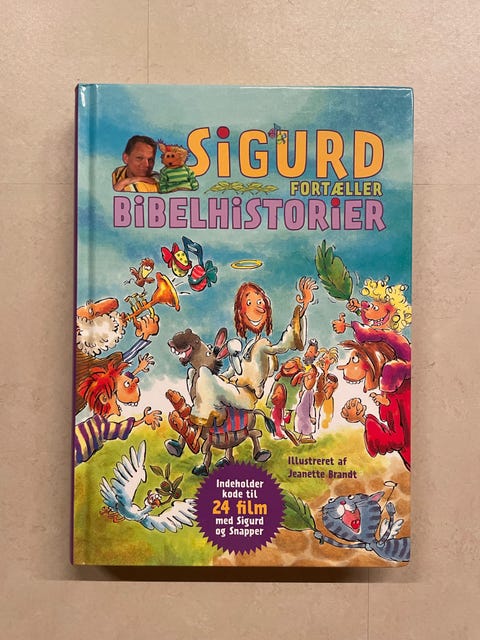 SiGURD
FORTÆLLER
BiBELHiSTORiER
Illustreret af
Jeanette Brandt
Indeholder
kode til
24 film
med Sigurd
og Snapper